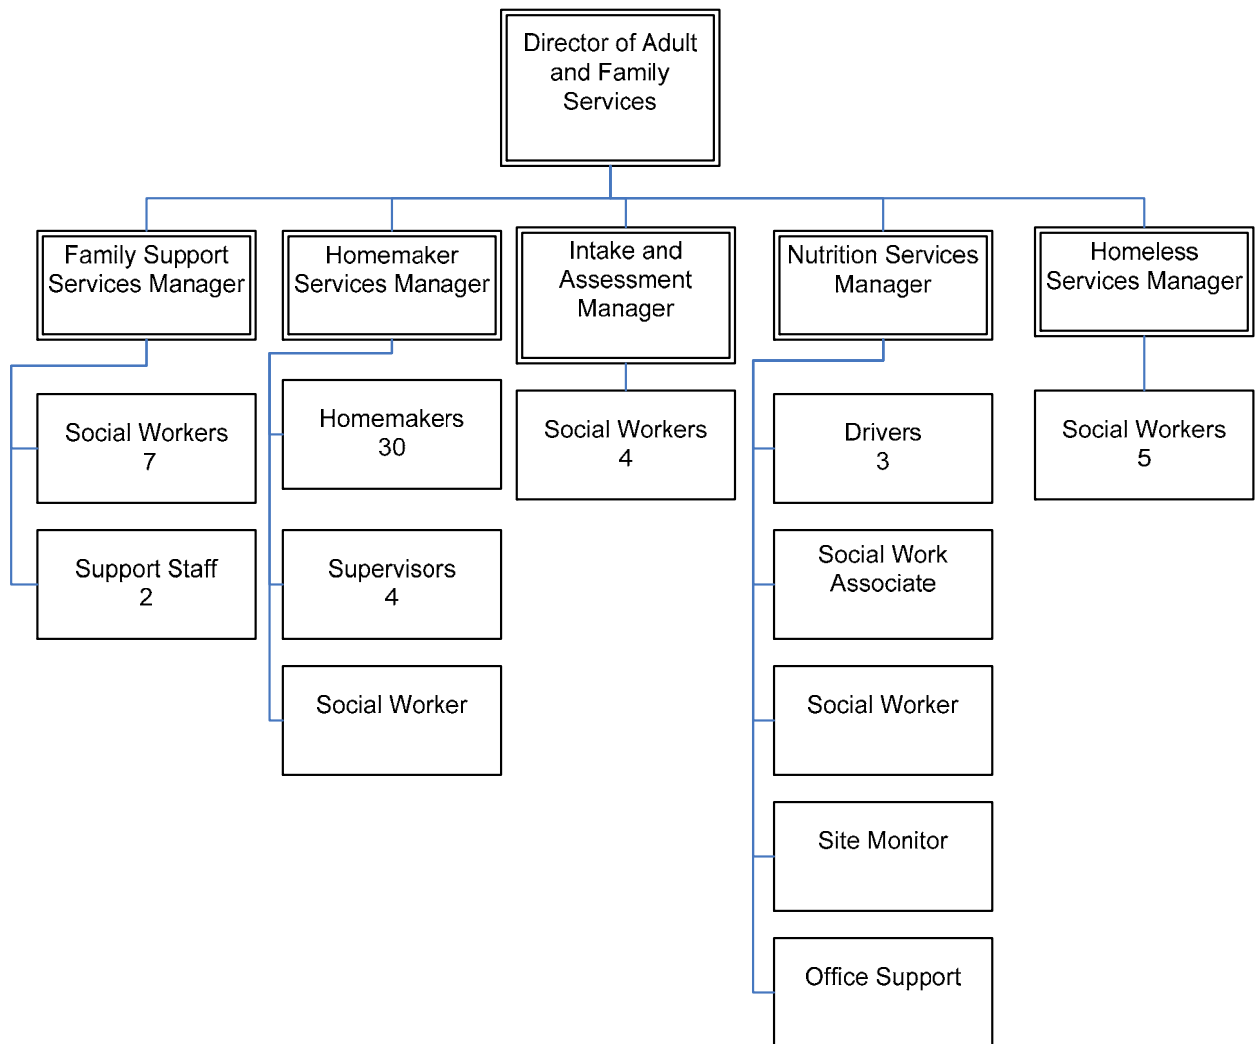 Director of Adult
and Family
Services
Family Support
Services Manager
Homemaker
Services Manager
Intake and
Assessment
Manager
Nutrition Services
Manager
Homeless
Services Manager
Social Workers
7
Homemakers
30
Social Workers
4
Drivers
3
Social Workers
5
Support Staff
2
Supervisors
4
Social Work
Associate
Social Worker
Social Worker
Site Monitor
Office Support